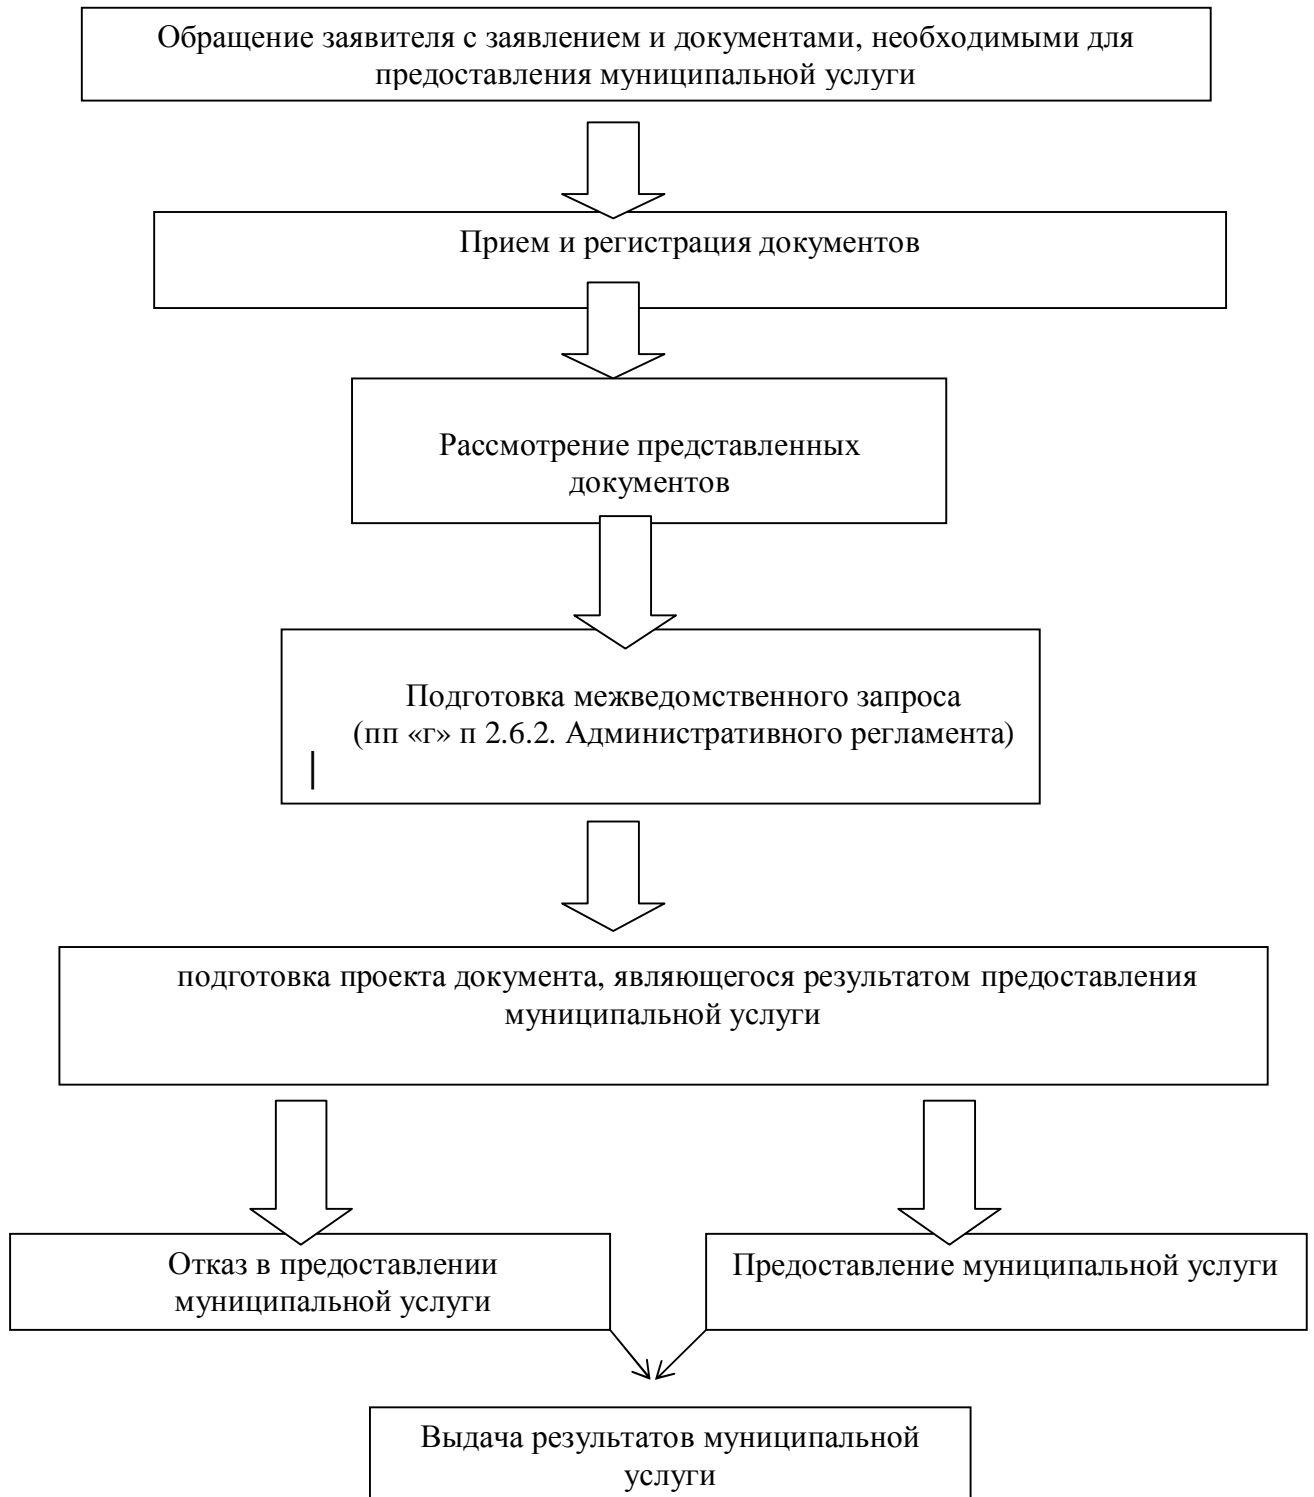 Обращение заявителя с заявлением и документами, необходимыми для
предоставления муниципальной услуги
Прием и регистрация документов
Рассмотрение представленных
документов
Подготовка межведомственного запроса
(пп «г» п 2.6.2. Административного регламента)
подготовка проекта документа, являющегося результатом предоставления
муниципальной услуги
Отказ в предоставлении
муниципальной услуги
Предоставление муниципальной услуги
Выдача результатов муниципальной
услуги